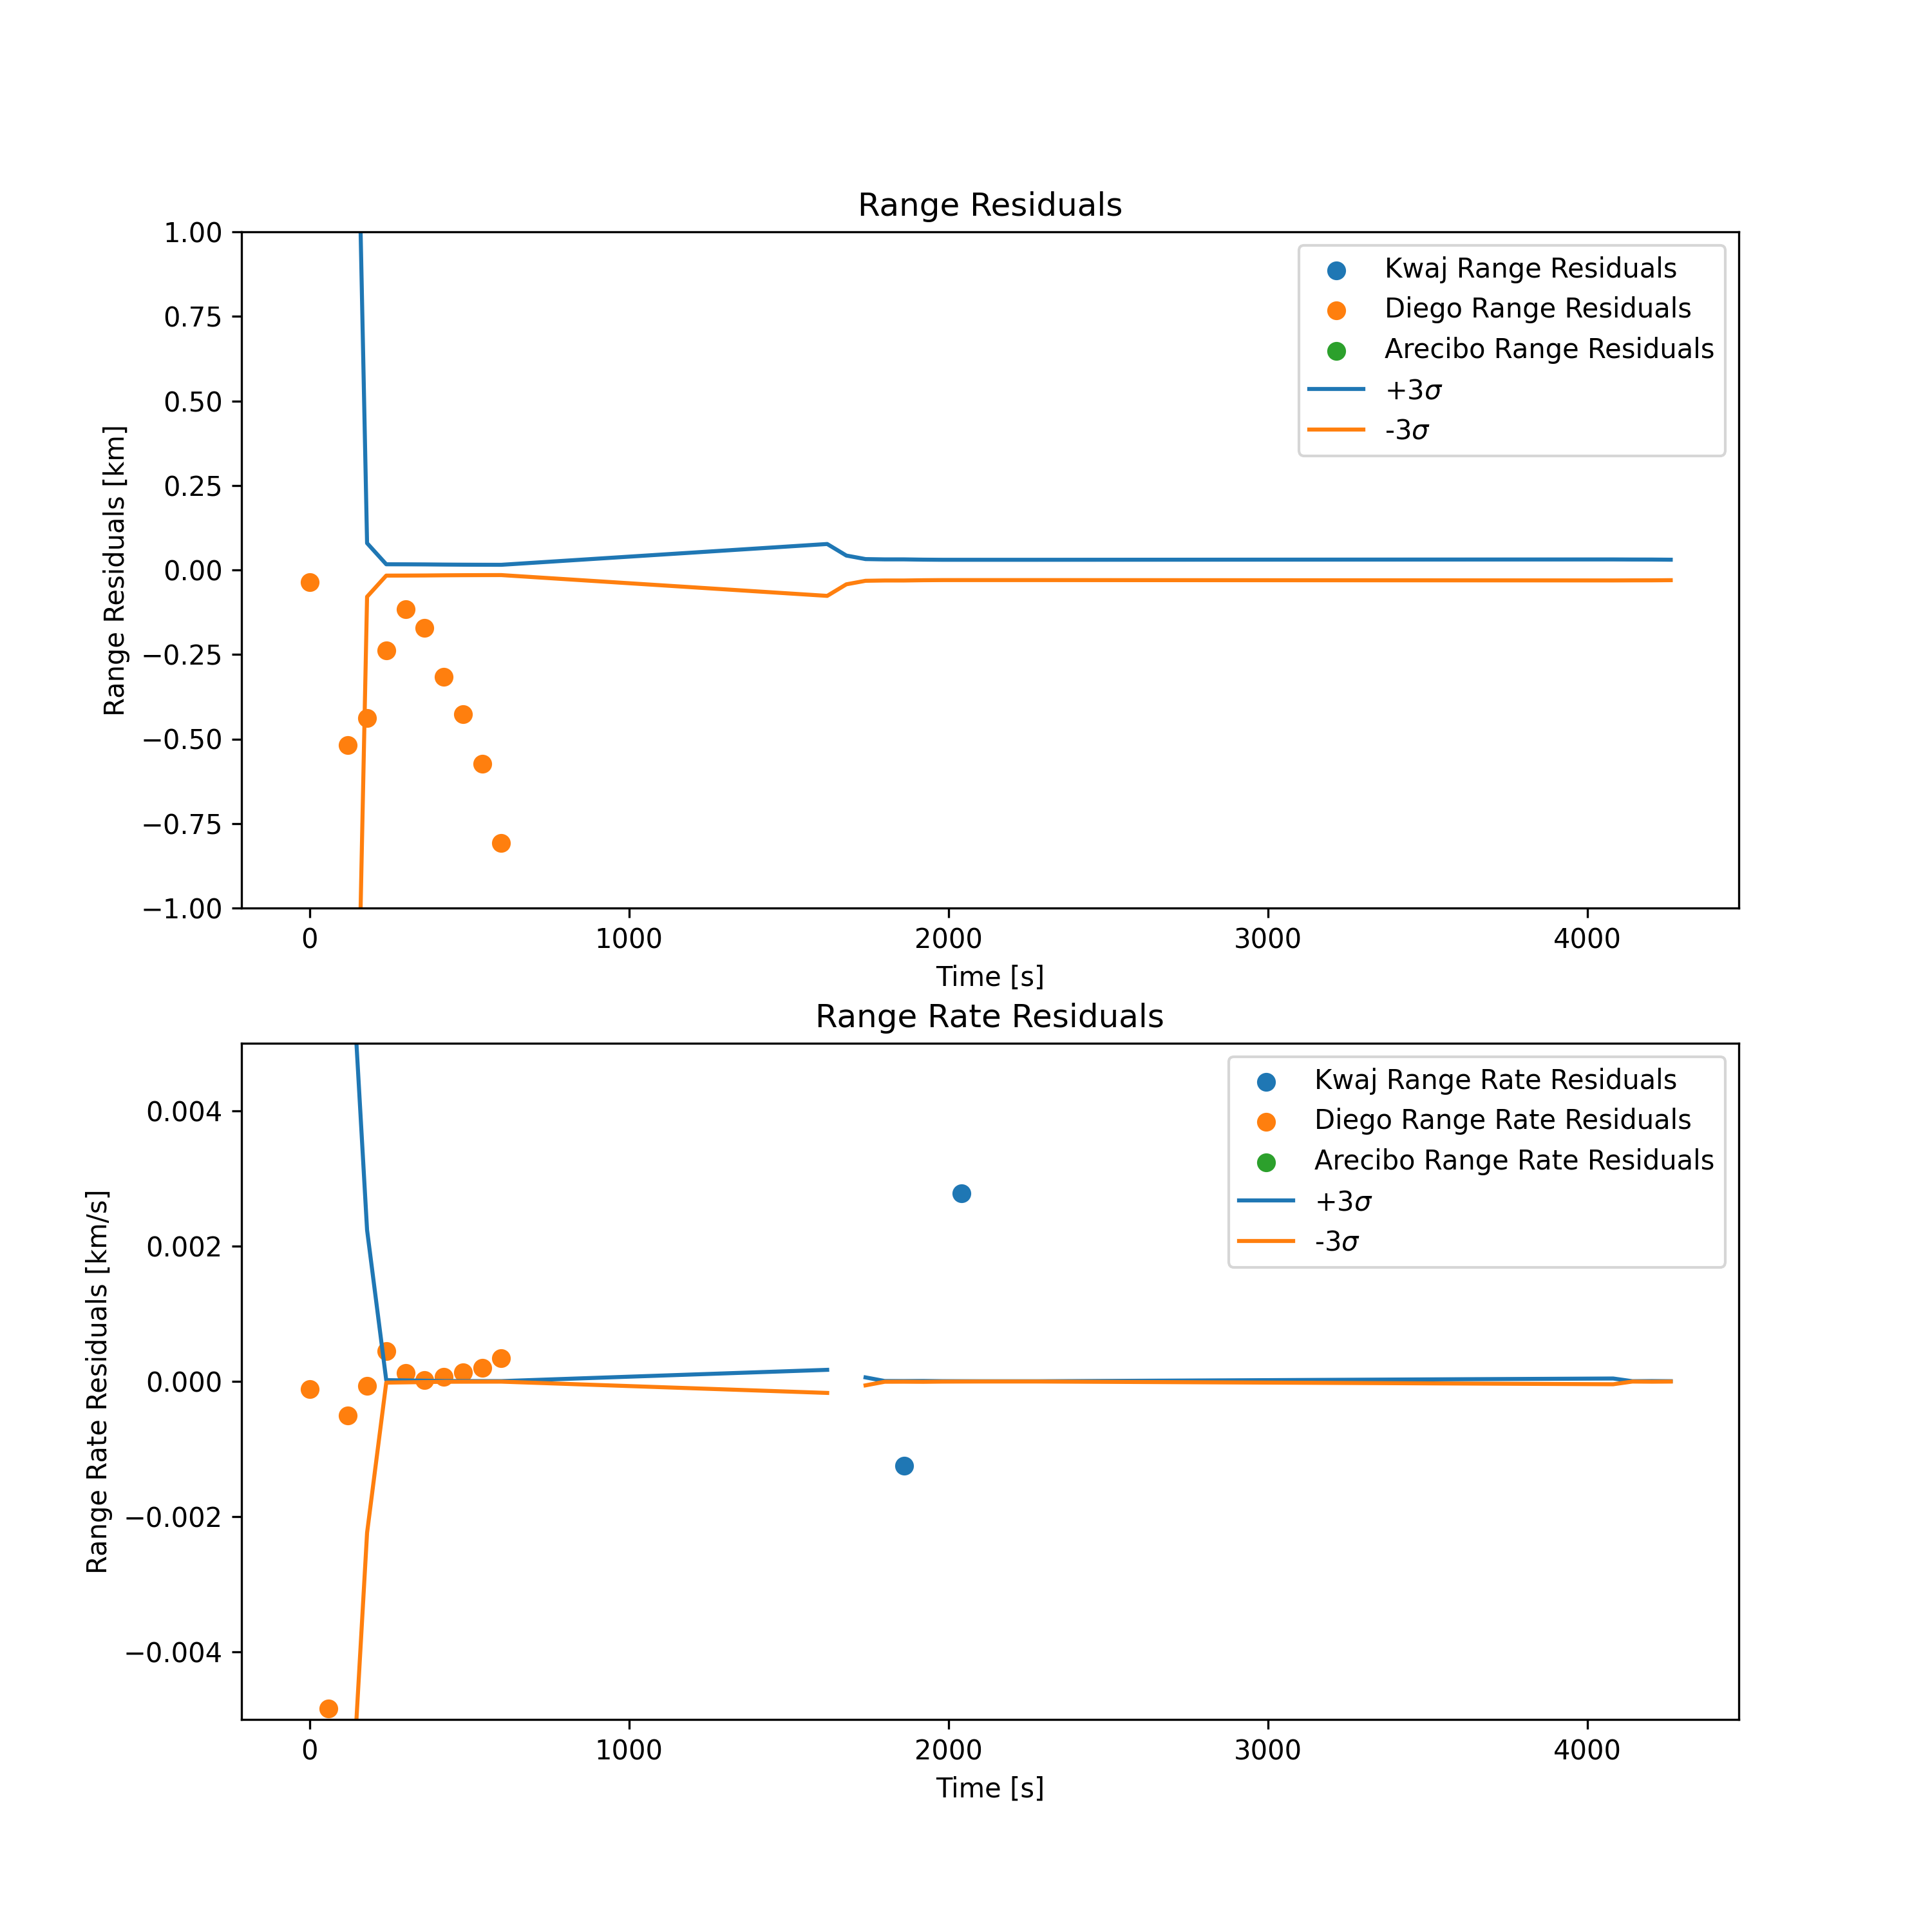 Range Residuals
1.00
0.75
0.50
0.25
0.00
−0.25
−0.50
−0.75
−1.00
Range Residuals [km]
Kwaj Range Residuals
Diego Range Residuals
Arecibo Range Residuals
+3σ
-3σ
0 1000 2000 3000 4000
Time [s]
Range Rate Residuals
0.004
0.002
0.000
−0.002
−0.004
Range Rate Residuals [km/s]
Kwaj Range Rate Residuals
Diego Range Rate Residuals
Arecibo Range Rate Residuals
+3σ
-3σ
0 1000 2000 3000 4000
Time [s]